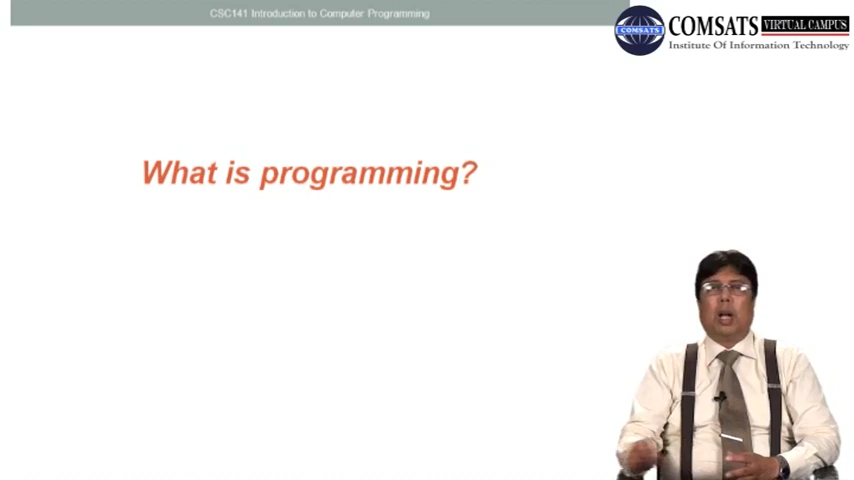 CSC141 Introduction to Computer Programming
COMSATS VIRTUAL CAMPUS
Institute Of Information Technology
COMSATS
What is programming?